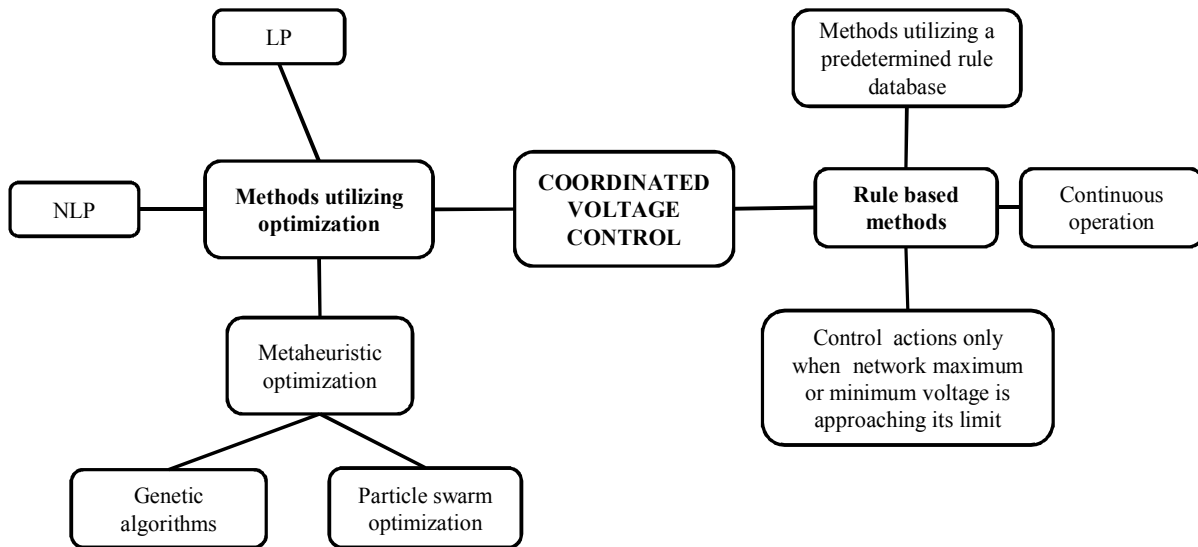 LP
Methods utilizing a
predetermined rule
database
NLP
Methods utilizing
optimization
COORDINATED
VOLTAGE
CONTROL
Rule based
methods
Continuous
operation
Metaheuristic
optimization
Control actions only
when network maximum
or minimum voltage is
approaching its limit
Genetic
algorithms
Particle swarm
optimization